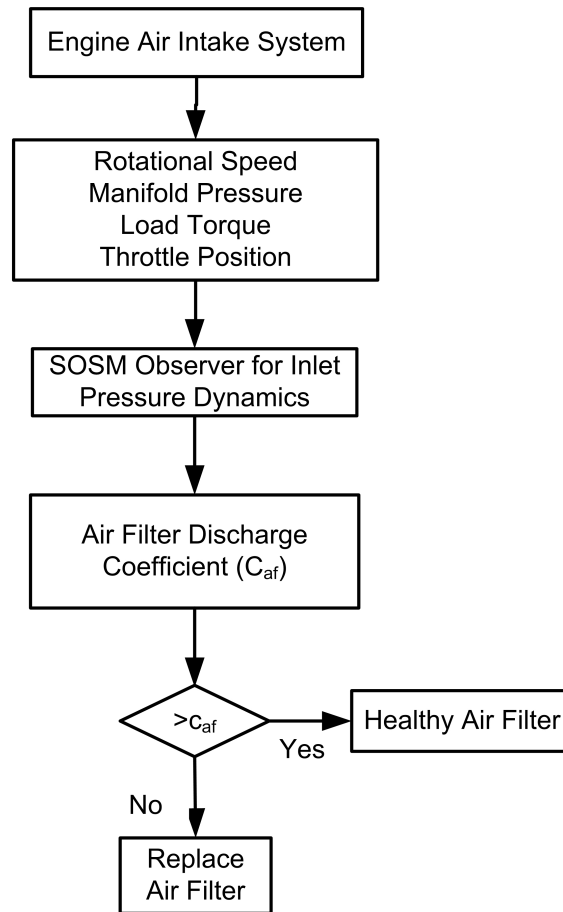 Engine Air Intake System
Rotational Speed
Manifold Pressure
Load Torque
Throttle Position
SOSM Observer for Inlet
Pressure Dynamics
Air Filter Discharge
Coefficient (Caf)
>caf
Yes
Healthy Air Filter
No
Replace
Air Filter